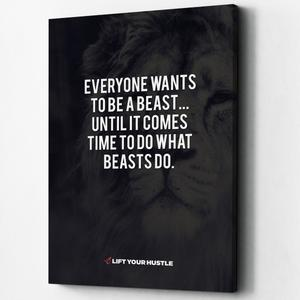 EVERYONE WANTS
TO BE A BEAST...
UNTIL IT COMES
TIME TO DO WHAT
BEASTS DO.
LIFT YOUR HUSTLE